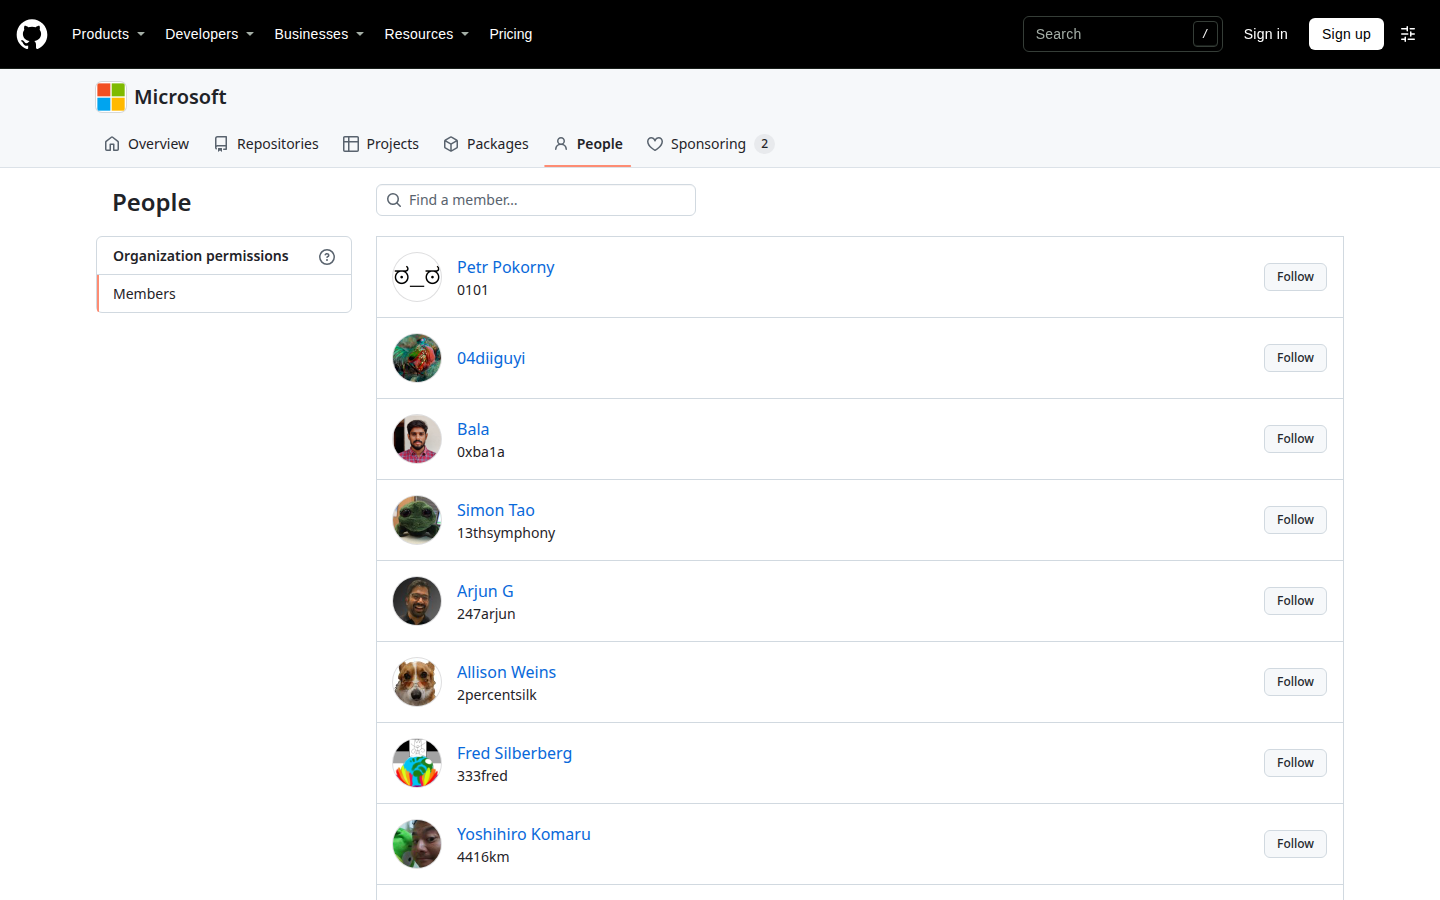 Products Developers Businesses Resources Pricing Search / Sign in Sign up
Microsoft
Overview Repositories Projects Packages People Sponsoring 2
People
Find a member...
Organization permissions
Members
Petr Pokorny
0101
Follow
04diiguyi
Follow
Bala
0xba1a
Follow
Simon Tao
13thsymphony
Follow
Arjun G
247arjun
Follow
Allison Weins
2percentsilk
Follow
Fred Silberberg
333fred
Follow
Yoshihiro Komaru
4416km
Follow